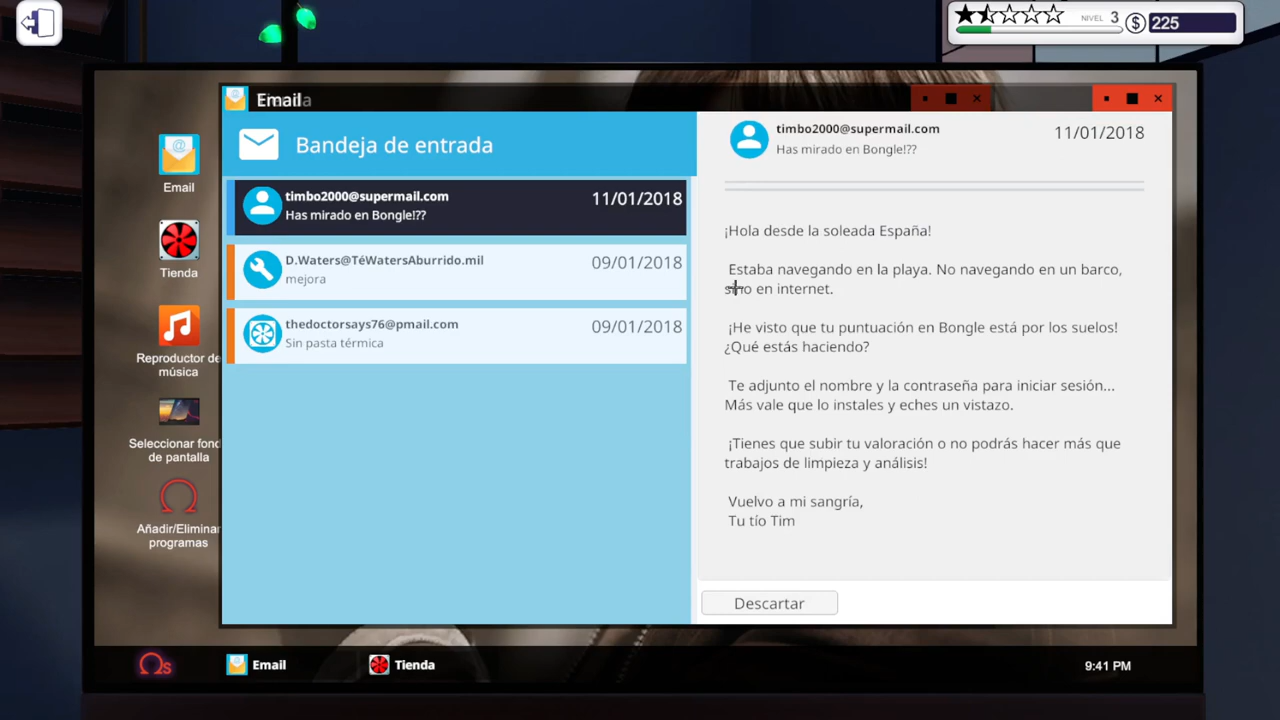 NIVEL 3
$ 225
Email
Bandeja de entrada
timbo2000@supermail.com 11/01/2018
Has mirado en Bongle!??
D.Waters@TéWatersAburrido.mil 09/01/2018
mejora
thedoctorsays76@pmail.com 09/01/2018
Sin pasta térmica
timbo2000@supermail.com 11/01/2018
Has mirado en Bongle!??
¡Hola desde la soleada España!
Estaba navegando en la playa. No navegando en un barco,
sino en internet.
¡He visto que tu puntuación en Bongle está por los suelos!
¿Qué estás haciendo?
Te adjunto el nombre y la contraseña para iniciar sesión...
Más vale que lo instales y eches un vistazo.
¡Tienes que subir tu valoración o no podrás hacer más que
trabajos de limpieza y análisis!
Vuelvo a mi sangría,
Tu tío Tim
Descartar
Email
Tienda
Reproductor de
música
Seleccionar fond
de pantalla
Añadir/Eliminar
programas
Ωs
Email
Tienda
9:41 PM